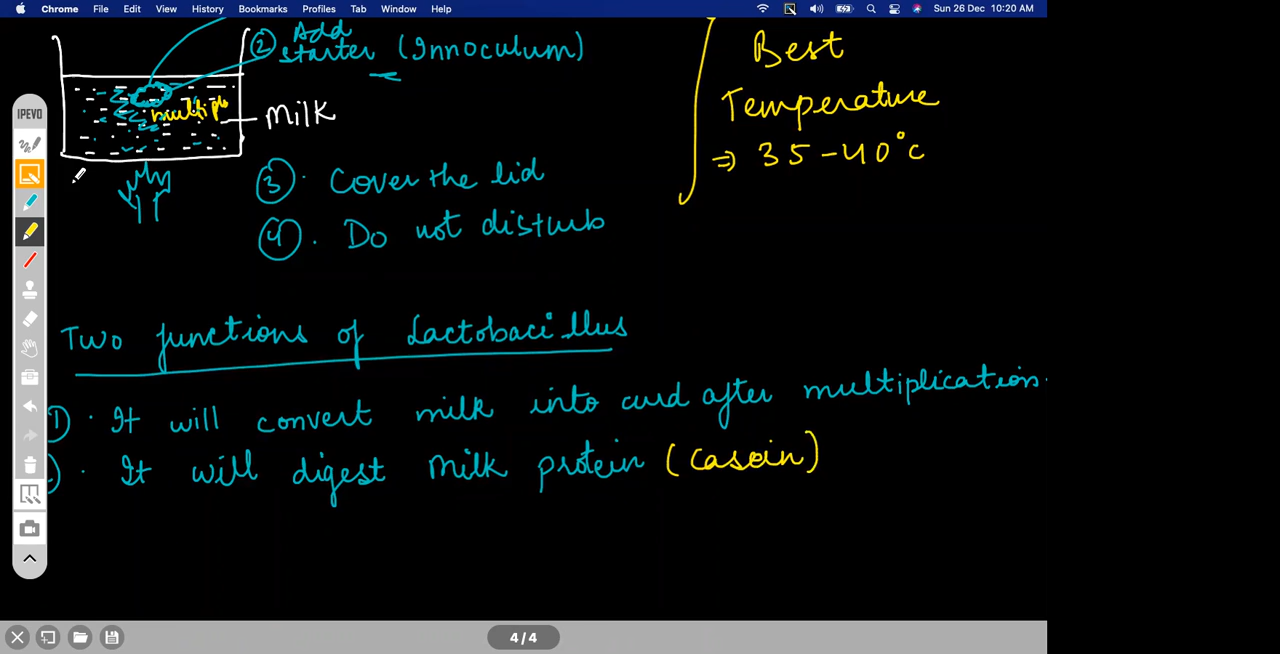 Chrome File Edit View History Bookmarks Profiles Tab Window Help Sun 26 Dec 10:20 AM
② Add
starter (Innoculum)
multiple
milk
③. Cover the lid
④. Do not disturb
Best
Temperature
⇒ 35-40°C
IPEVO
Two functions of Lactobacillus
1). It will convert milk into curd after multiplication.
). It will digest milk protein (casein)
4/4